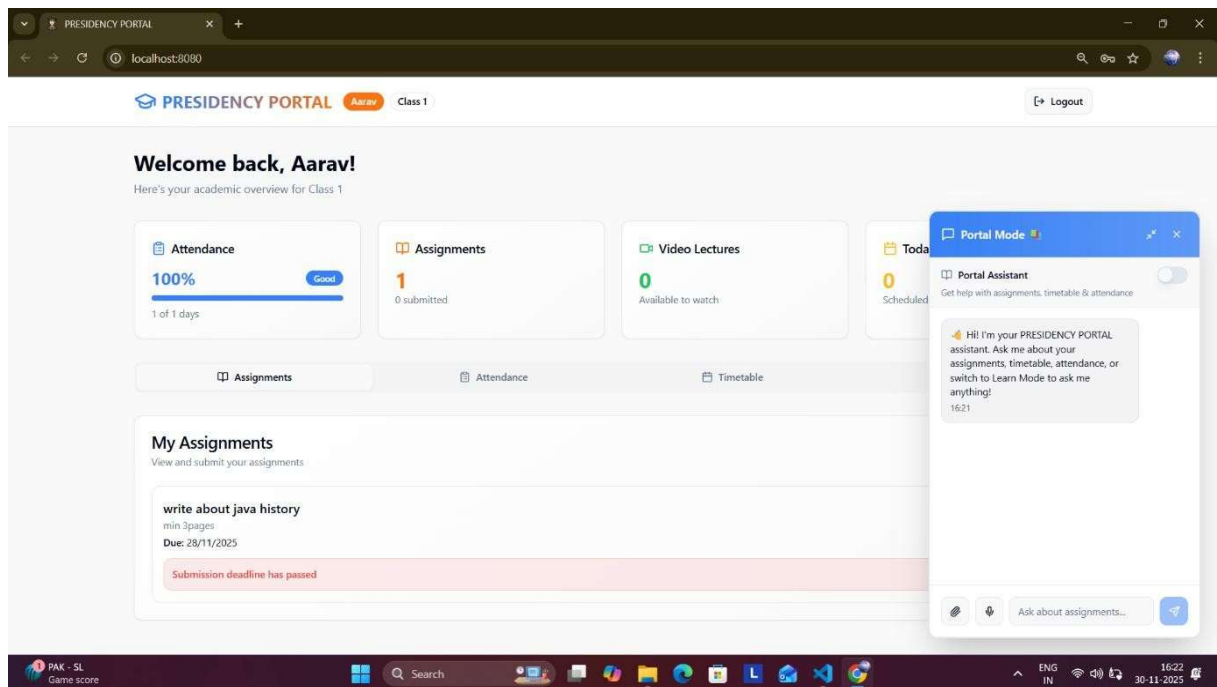 PRESIDENCY PORTAL
localhost:8080
PRESIDENCY PORTAL Aarav Class 1
Logout
Welcome back, Aarav!
Here's your academic overview for Class 1
Attendance
100% Good
1 of 1 days
Assignments
1
0 submitted
Video Lectures
0
Available to watch
Toda
0
Scheduled
Assignments Attendance Timetable
My Assignments
View and submit your assignments
write about java history
min 3pages
Due: 28/11/2025
Submission deadline has passed
Portal Mode
Portal Assistant
Get help with assignments, timetable & attendance
Hi! I'm your PRESIDENCY PORTAL
assistant. Ask me about your
assignments, timetable, attendance, or
switch to Learn Mode to ask me
anything!
16:21
Ask about assignments...
1
PAK - SL
Game score
Search
L
ENG
IN
16:22
30-11-2025